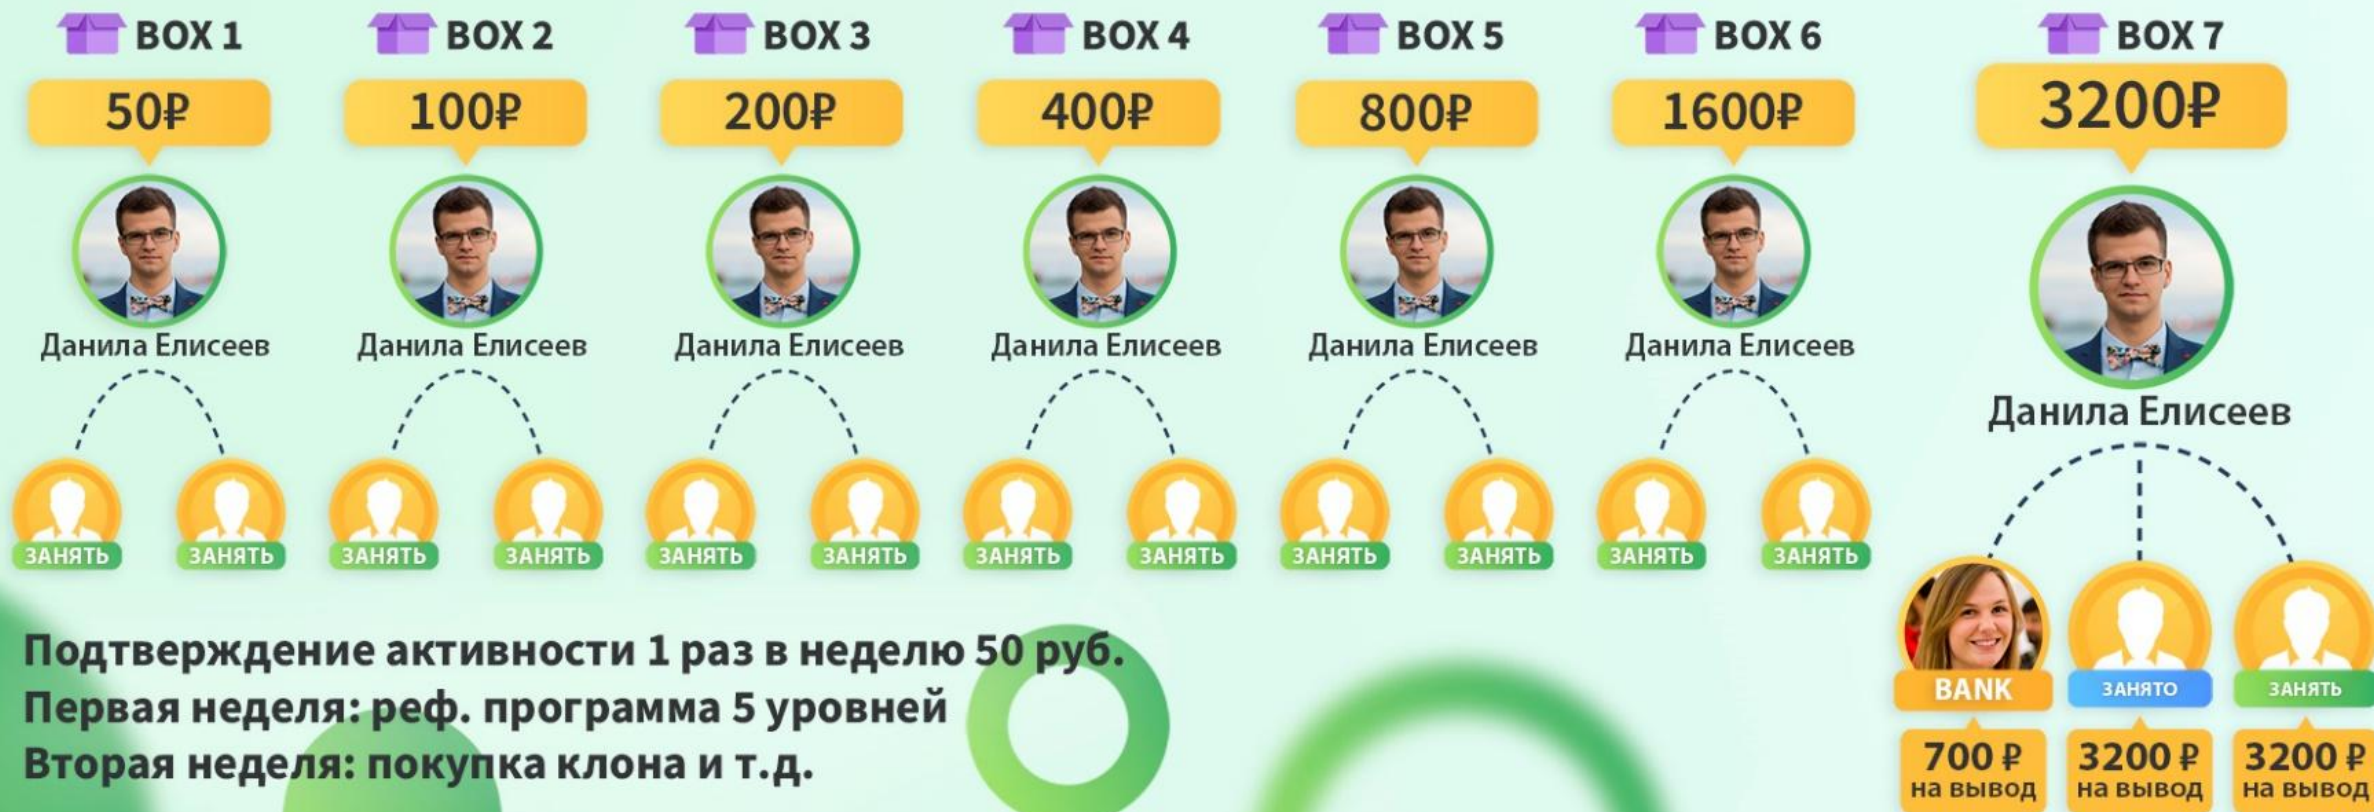 BOX 1
BOX 2
BOX 3
BOX 4
BOX 5
BOX 6
BOX 7
50₽
100₽
200₽
400₽
800₽
1600₽
3200₽
Данила Елисеев
Данила Елисеев
Данила Елисеев
Данила Елисеев
Данила Елисеев
Данила Елисеев
Данила Елисеев
ЗАНЯТЬ
ЗАНЯТЬ
ЗАНЯТЬ
ЗАНЯТЬ
ЗАНЯТЬ
ЗАНЯТЬ
ЗАНЯТЬ
ЗАНЯТЬ
ЗАНЯТЬ
ЗАНЯТЬ
ЗАНЯТЬ
ЗАНЯТЬ
Подтверждение активности 1 раз в неделю 50 руб.
Первая неделя: реф. программа 5 уровней
Вторая неделя: покупка клона и т.д.
BANK
ЗАНЯТО
ЗАНЯТЬ
700 ₽
на вывод
3200 ₽
на вывод
3200 ₽
на вывод